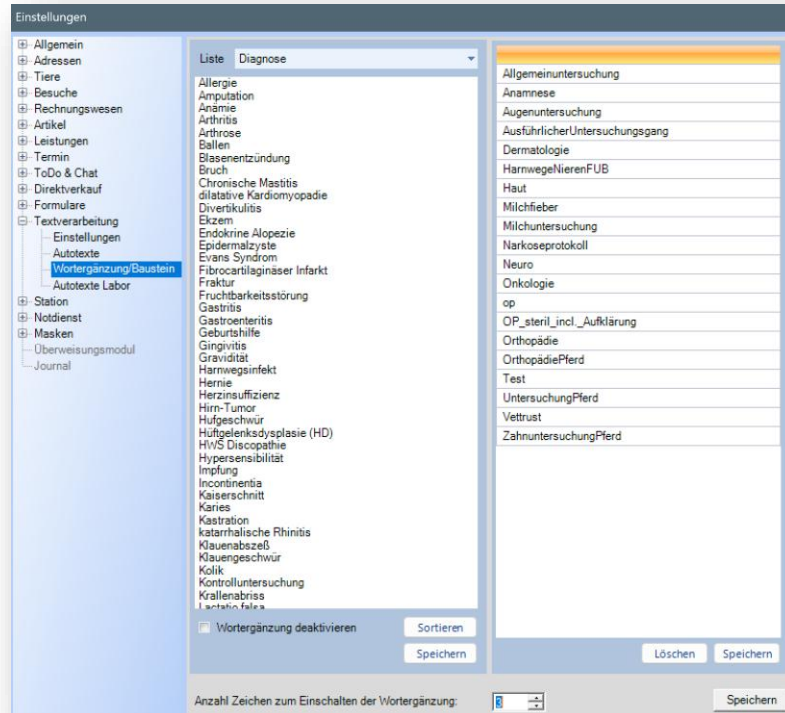 Einstellungen
Allgemein
Adressen
Tiere
Besuche
Rechnungswesen
Artikel
Leistungen
Termin
ToDo & Chat
Direktverkauf
Formulare
Textverarbeitung
Einstellungen
Autotexte
Wortergänzung/Baustein
Autotexte Labor
Station
Notdienst
Masken
Überweisungsmodul
Journal
Liste Diagnose
Allergie
Amputation
Anämie
Arthritis
Arthrose
Ballen
Blasenentzündung
Bruch
Chronische Mastitis
dilatative Kardiomyopadie
Divertikulitis
Ekzem
Endokrine Alopezie
Epidermalzyste
Evans Syndrom
Fibrocartilaginäser Infarkt
Fraktur
Fruchtbarkeitsstörung
Gastritis
Gastroenteritis
Geburtshilfe
Gingivitis
Gravidität
Harnwegsinfekt
Hernie
Herzinsuffizienz
Hirn-Tumor
Hufgeschwür
Hüftgelenksdysplasie (HD)
HWS Discopathie
Hypersensibilität
Impfung
Incontinentia
Kaiserschnitt
Karies
Kastration
katarrhalische Rhinitis
Klauenabszeß
Klauengeschwür
Kolik
Kontrolluntersuchung
Krallenabriss
Lactatio falsa
Wortergänzung deaktivieren
Sortieren
Speichern
Allgemeinuntersuchung
Anamnese
Augenuntersuchung
AusführlicherUntersuchungsgang
Dermatologie
HarnwegeNierenFUB
Haut
Milchfieber
Milchuntersuchung
Narkoseprotokoll
Neuro
Onkologie
op
OP_steril_incl._Aufklärung
Orthopädie
OrthopädiePferd
Test
UntersuchungPferd
Vettrust
ZahnuntersuchungPferd
Löschen Speichern
Anzahl Zeichen zum Einschalten der Wortergänzung: 3 Speichern